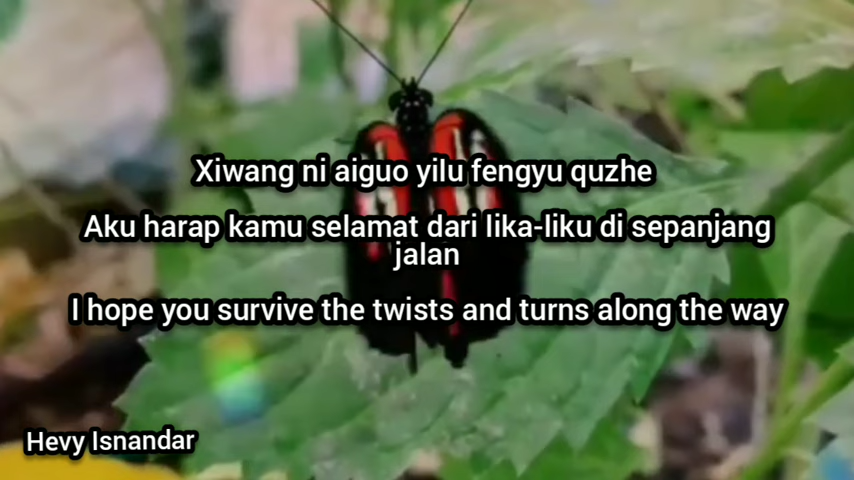 Xiwang ni aiguo yilu fengyu quzhe
Aku harap kamu selamat dari lika-liku di sepanjang
jalan
I hope you survive the twists and turns along the way
Hevy Isnandar